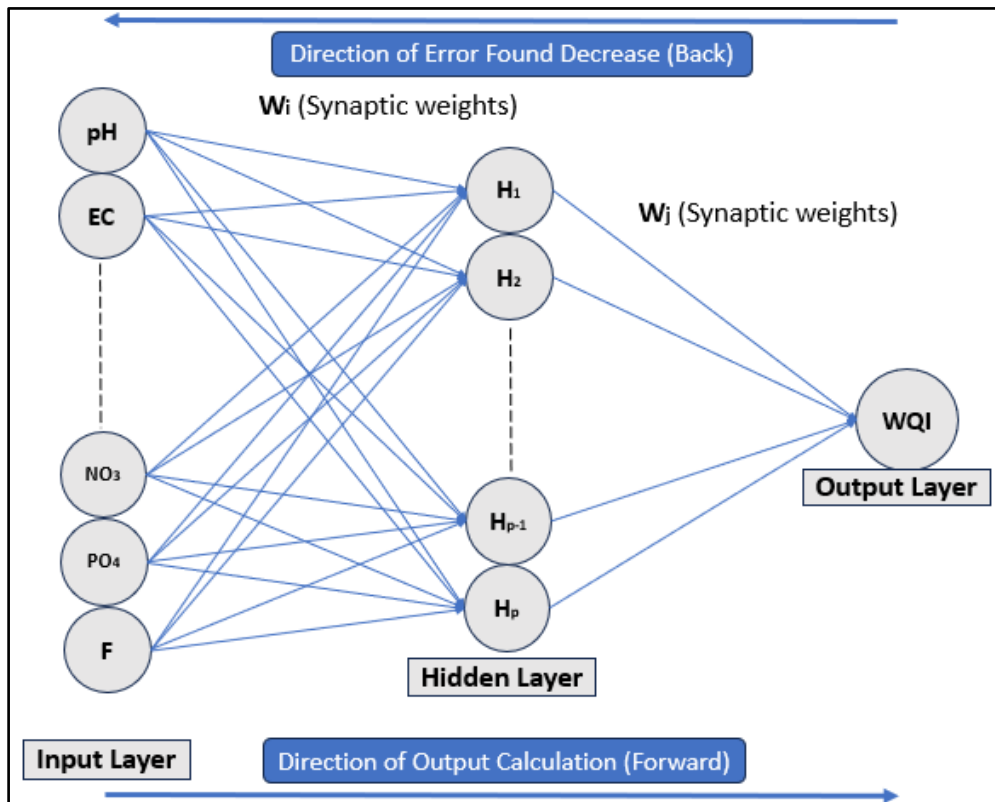 Direction of Error Found Decrease (Back)
Wi (Synaptic weights)
pH
EC
NO3
PO4
F
H1
H2
Hp-1
Hp
Wj (Synaptic weights)
WQI
Output Layer
Hidden Layer
Input Layer
Direction of Output Calculation (Forward)